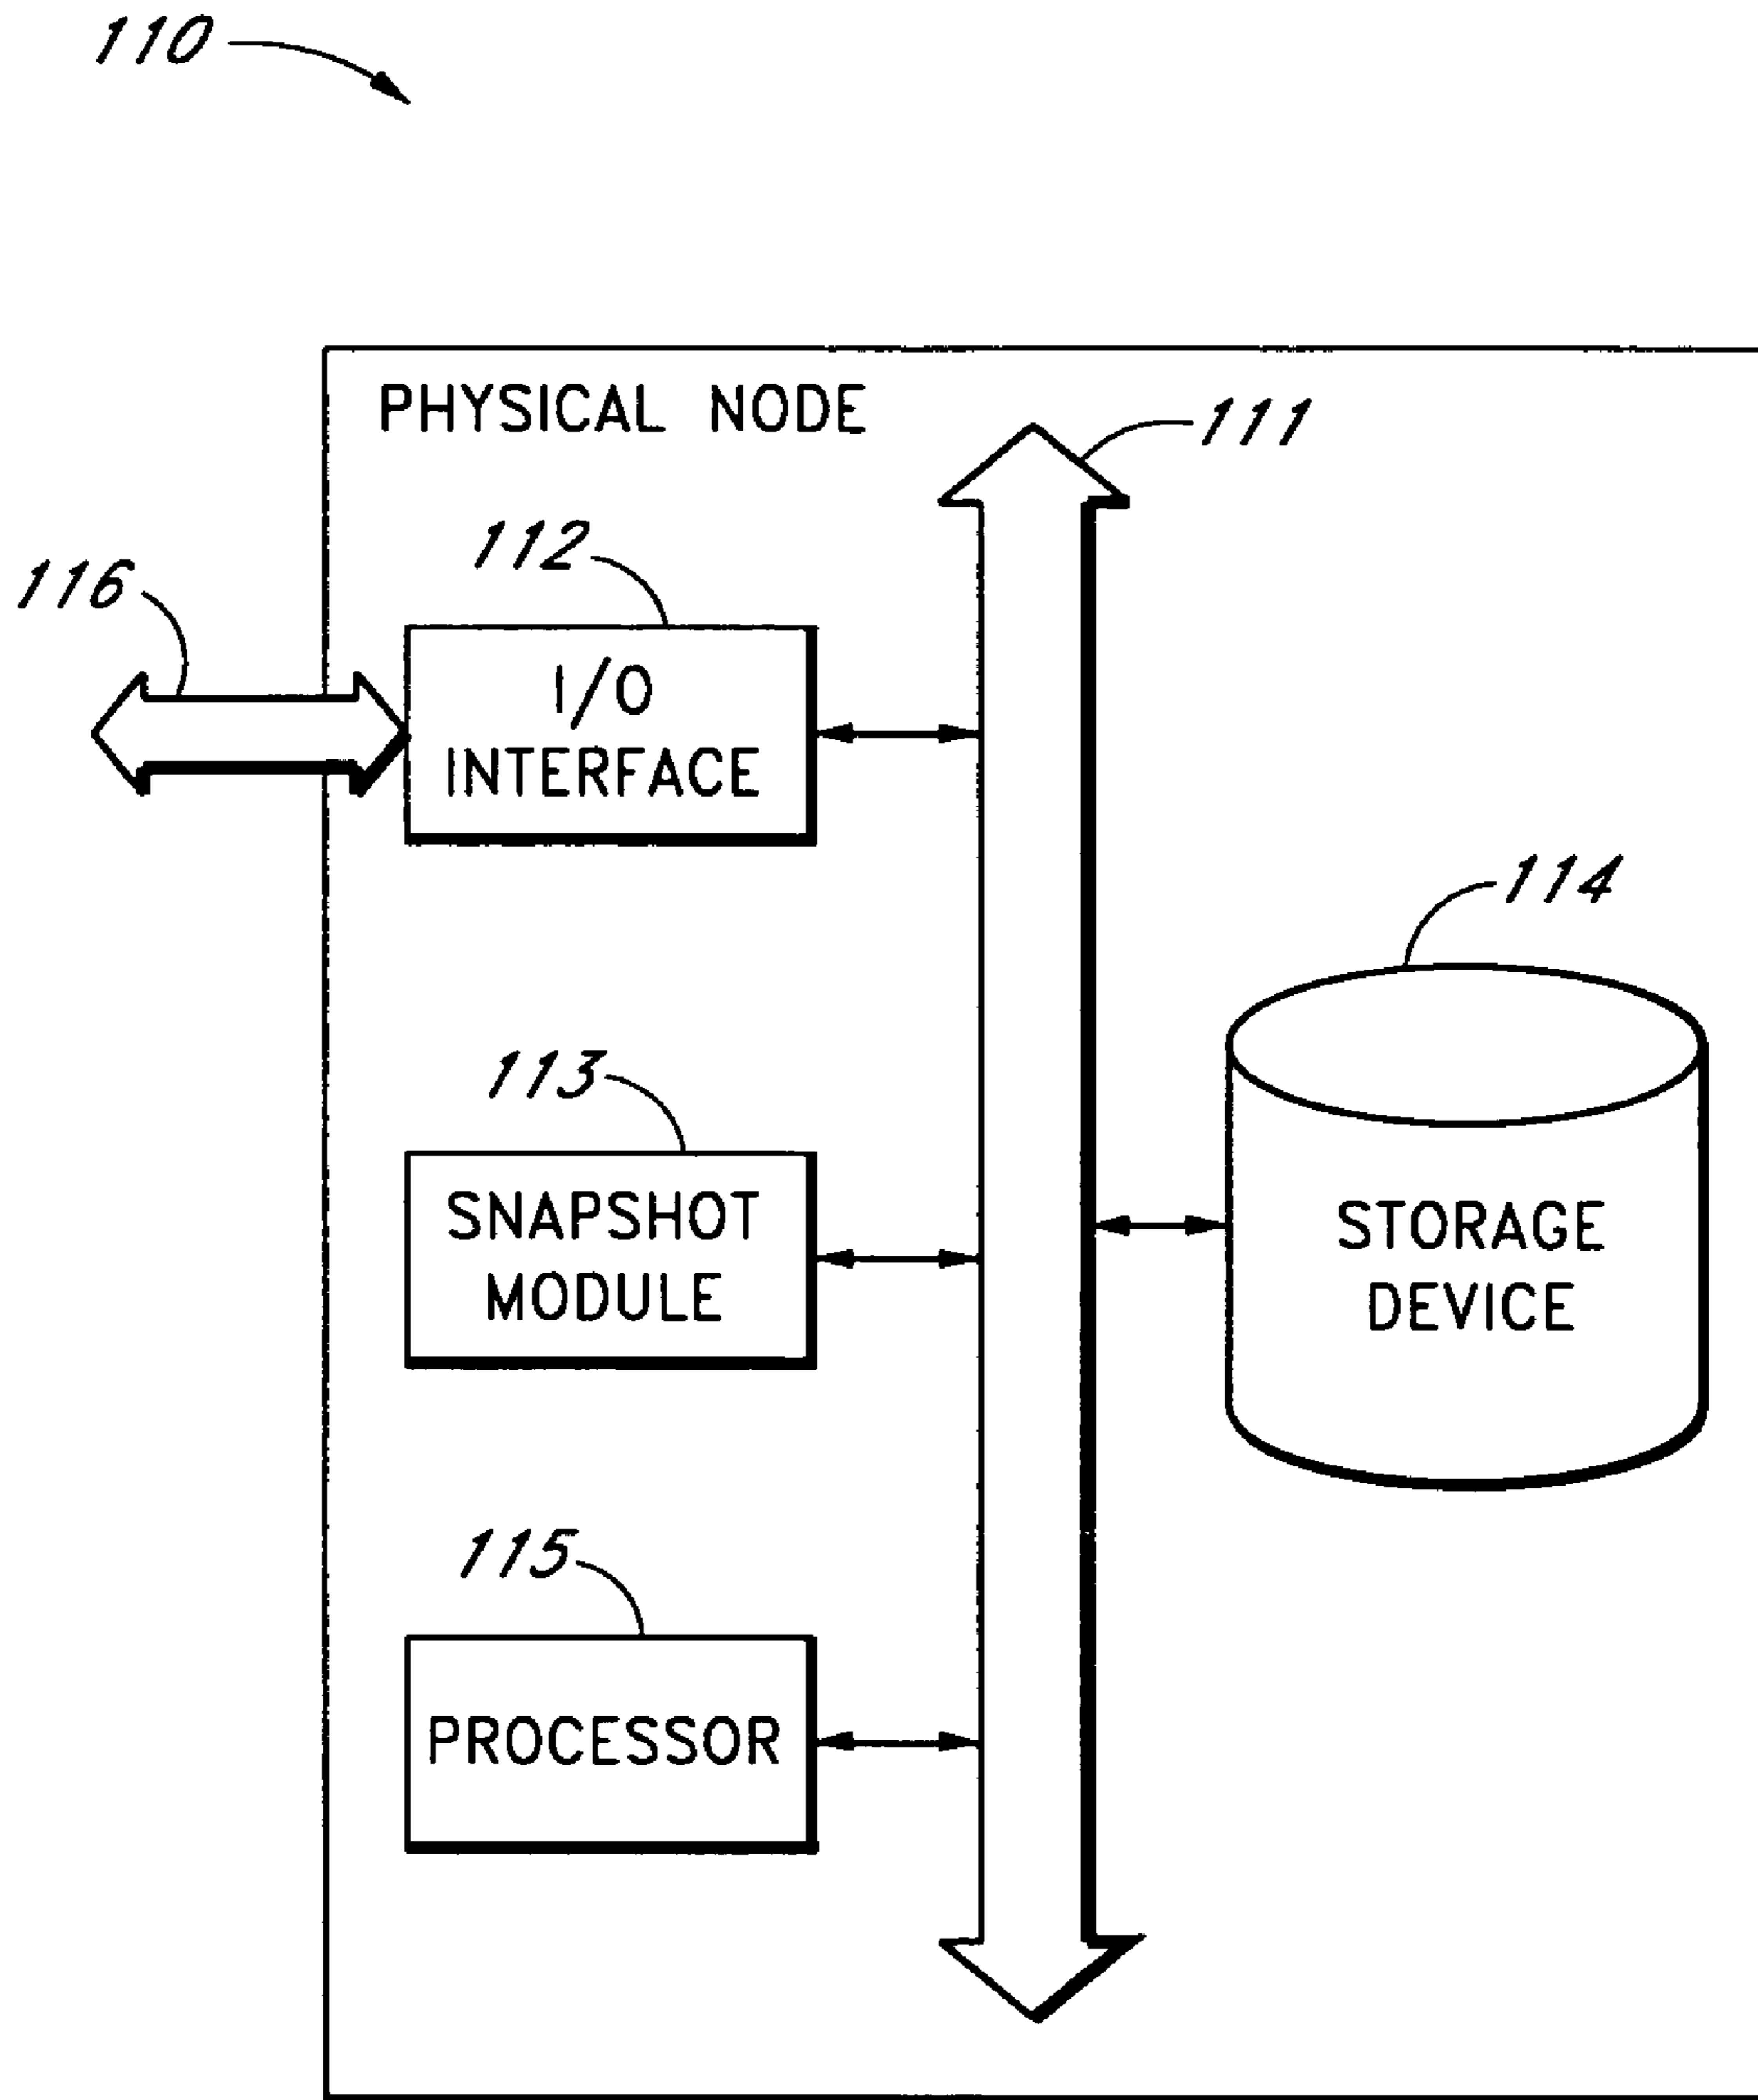 110
PHYSICAL NODE
111
112
116
I/O
INTERFACE
114
113
SNAPSHOT
MODULE
STORAGE
DEVICE
115
PROCESSOR